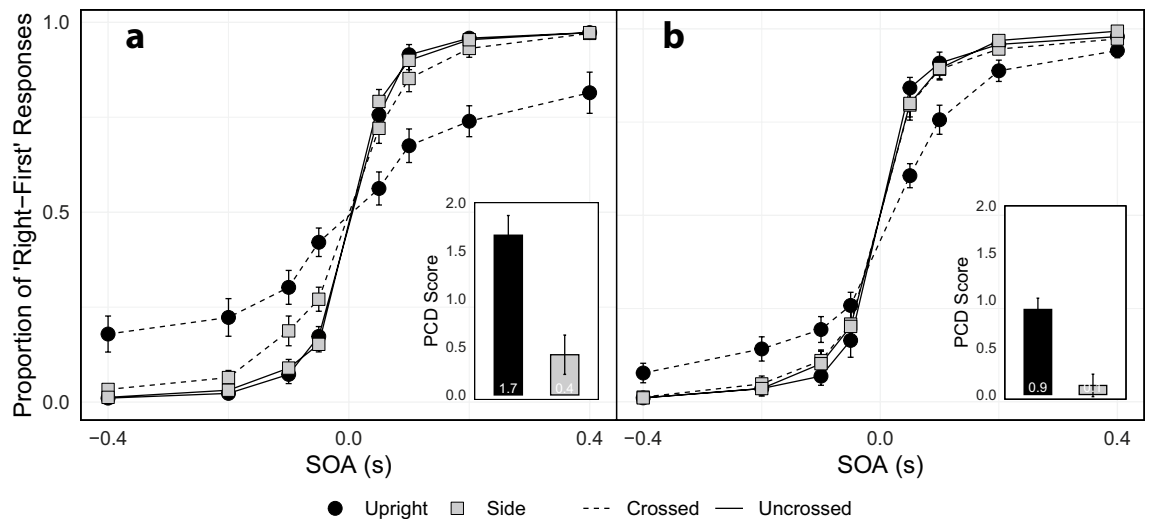 a
b
Proportion of 'Right−First' Responses
1.0
0.5
0.0
−0.4
0.0
0.4
SOA (s)
PCD Score
2.0
1.5
1.0
0.5
0.0
1.7
0.4
−0.4
0.0
0.4
SOA (s)
PCD Score
2.0
1.5
1.0
0.5
0.0
0.9
Upright Side Crossed Uncrossed